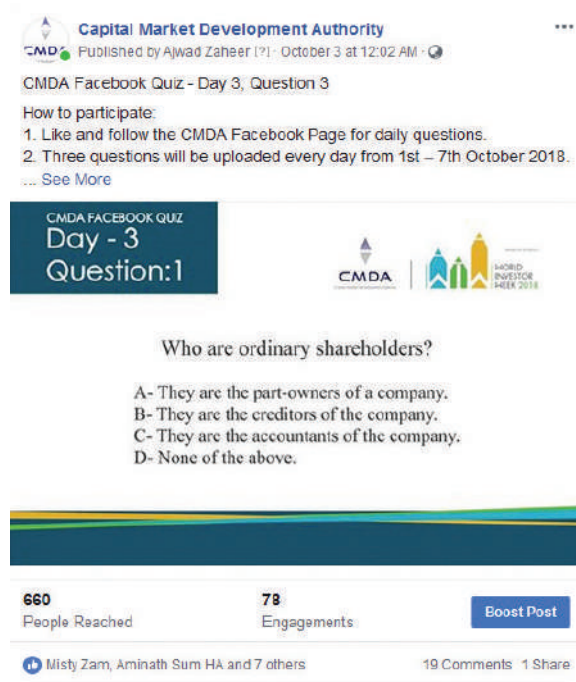 Capital Market Development Authority
CMDA
Published by Ajwad Zaheer [?] · October 3 at 12:02 AM ·
CMDA Facebook Quiz - Day 3, Question 3
How to participate:
1. Like and follow the CMDA Facebook Page for daily questions.
2. Three questions will be uploaded every day from 1st – 7th October 2018.
... See More
CMDA FACEBOOK QUIZ
Day - 3
Question:1
CMDA
WORLD
INVESTOR
WEEK 2018
Who are ordinary shareholders?
A- They are the part-owners of a company.
B- They are the creditors of the company.
C- They are the accountants of the company.
D- None of the above.
660
People Reached
78
Engagements
Boost Post
Misty Zam, Aminath Sum HA and 7 others
19 Comments 1 Share